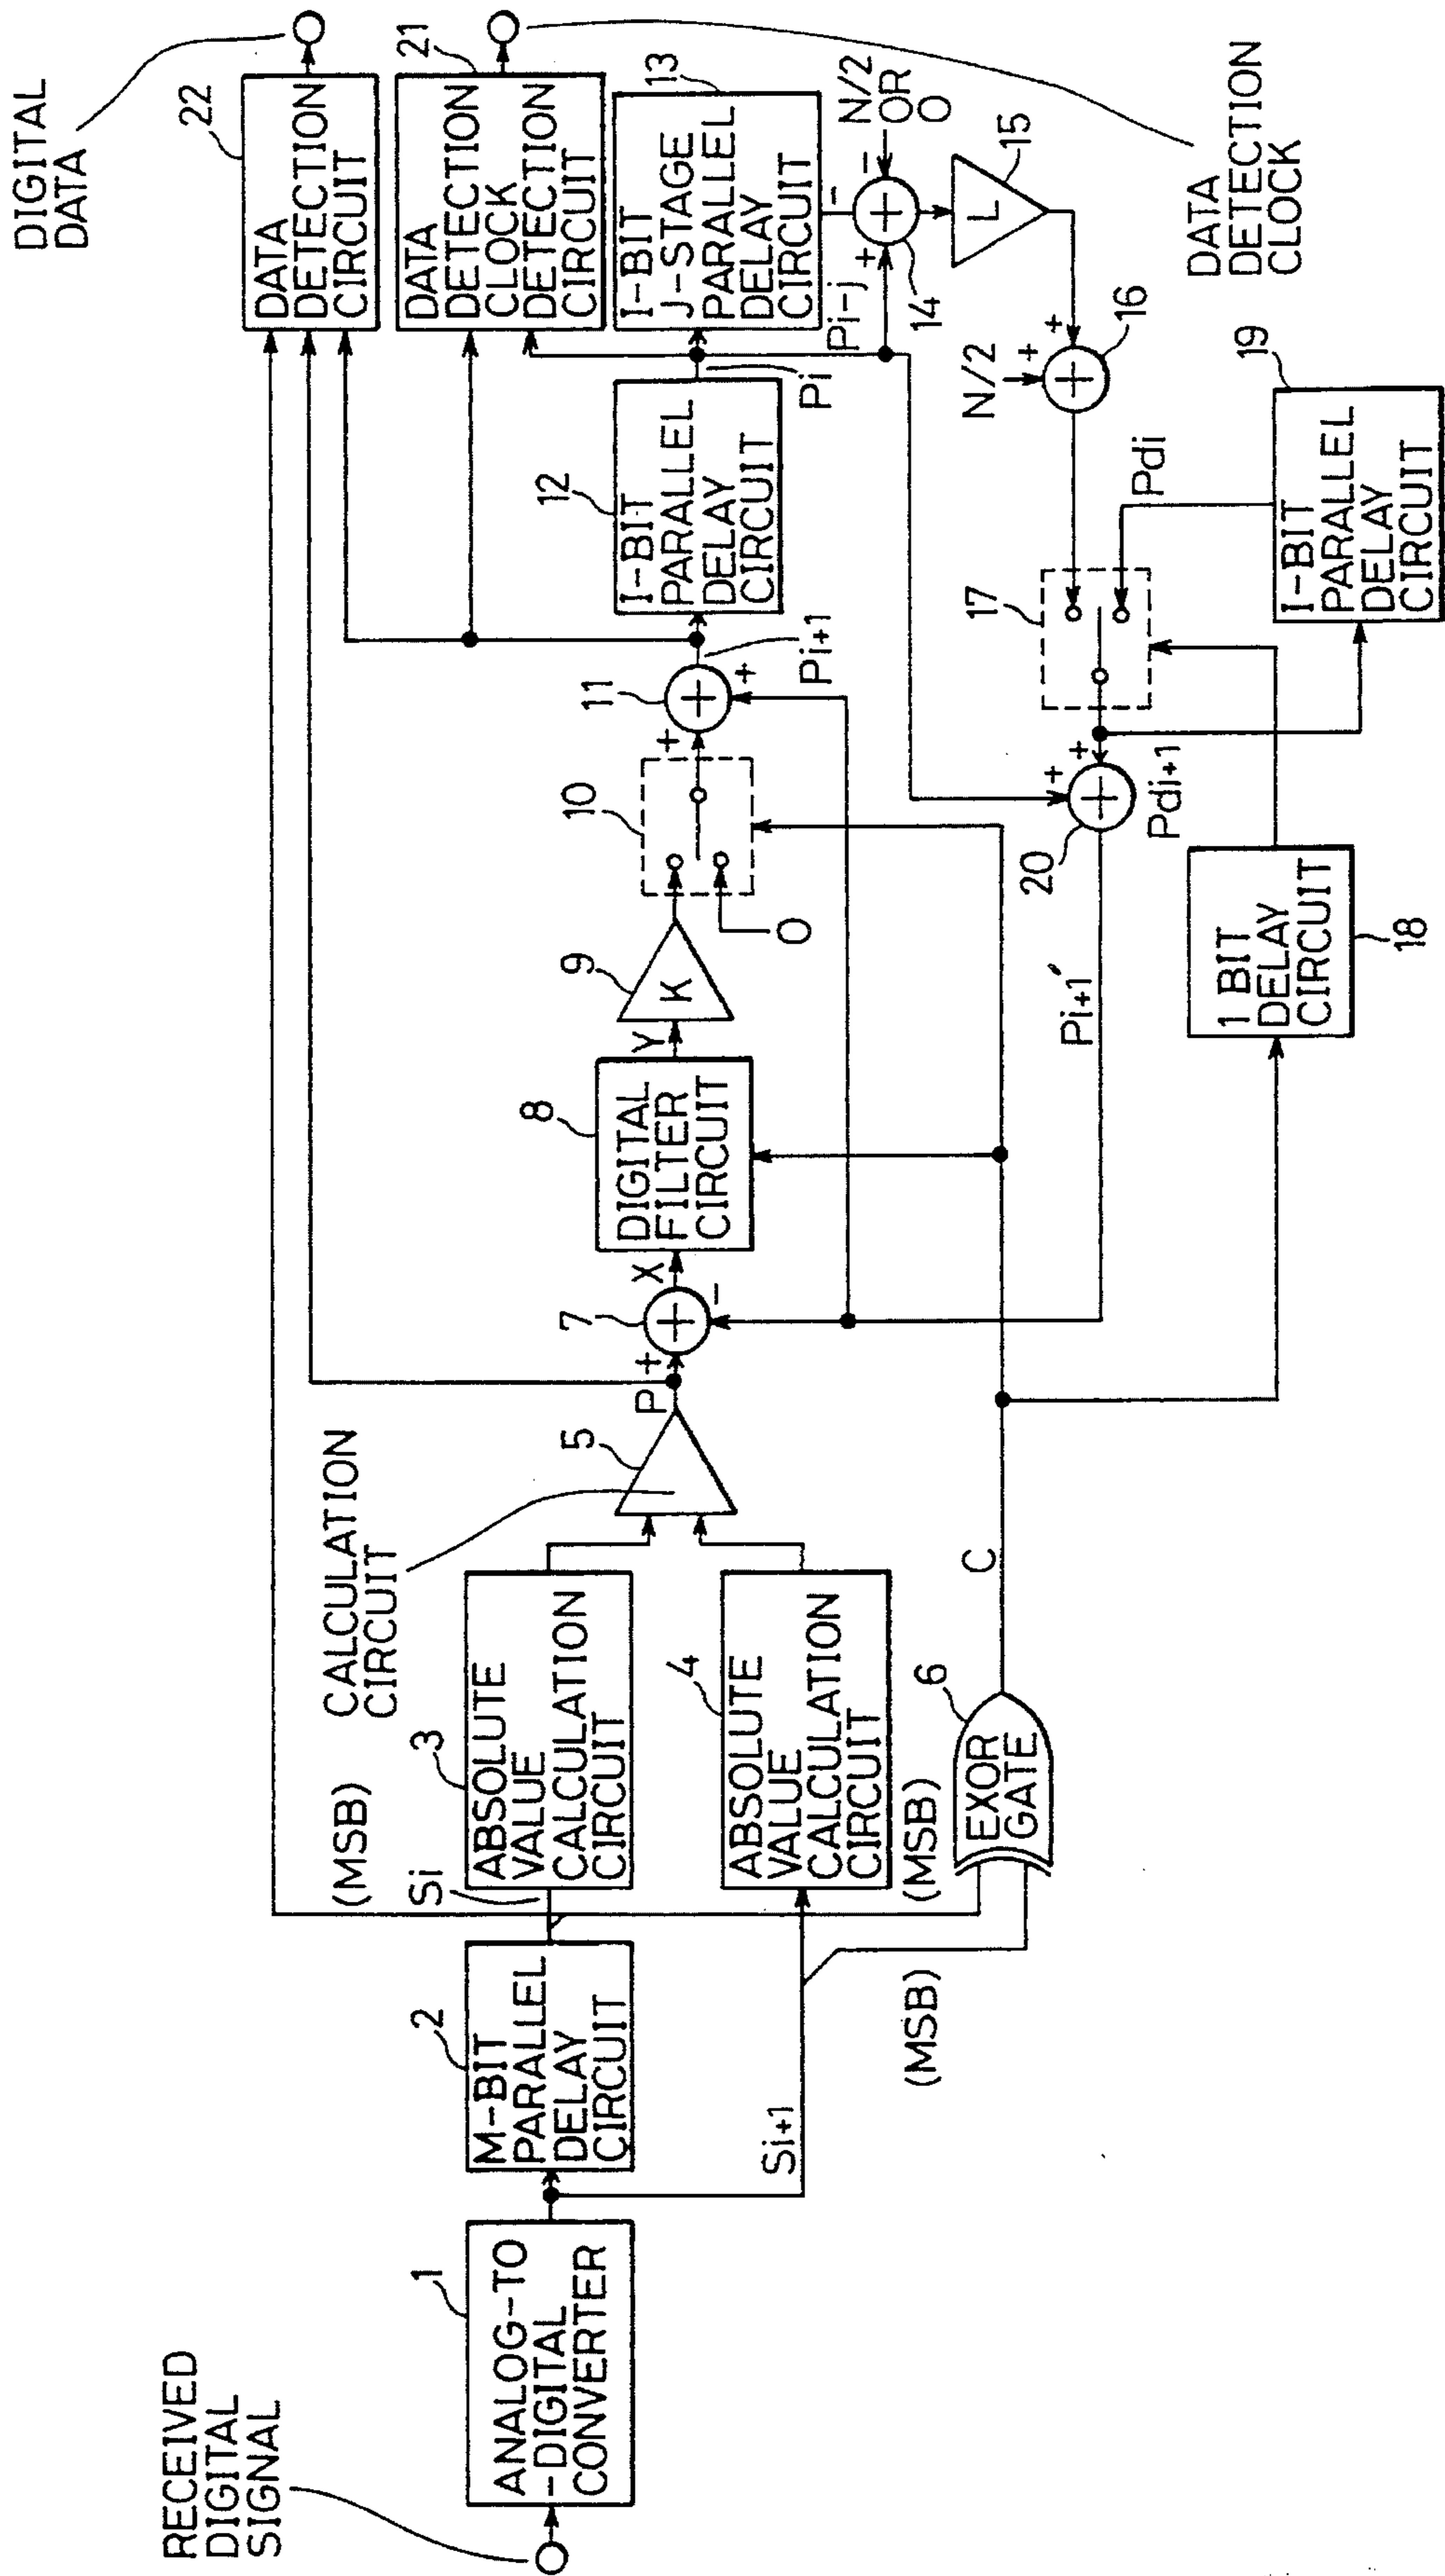 RECEIVED
DIGITAL
SIGNAL
1
ANALOG-TO
-DIGITAL
CONVERTER
2
M-BIT
PARALLEL
DELAY
CIRCUIT
Si+1
(MSB)
Si
(MSB)
(MSB)
3
ABSOLUTE
VALUE
CALCULATION
CIRCUIT
4
ABSOLUTE
VALUE
CALCULATION
CIRCUIT
6
EXOR
GATE
C
CALCULATION
CIRCUIT
5
P
+
7
+
-
X
8
DIGITAL
FILTER
CIRCUIT
Y
9
K
O
10
+
11
+
+
Pi+1
12
I-BIT
PARALLEL
DELAY
CIRCUIT
Pi
Pi-j
13
I-BIT
J-STAGE
PARALLEL
DELAY
CIRCUIT
-
+
-
+
14
N/2
OR
O
15
L
N/2
+
+
+
16
17
Pdi
19
I-BIT
PARALLEL
DELAY
CIRCUIT
+
+
+
20
Pdi+1
Pi+1'
1 BIT
DELAY
CIRCUIT
18
22
DATA
DETECTION
CIRCUIT
21
DATA
DETECTION
CLOCK
DETECTION
CIRCUIT
DIGITAL
DATA
DATA
DETECTION
CLOCK